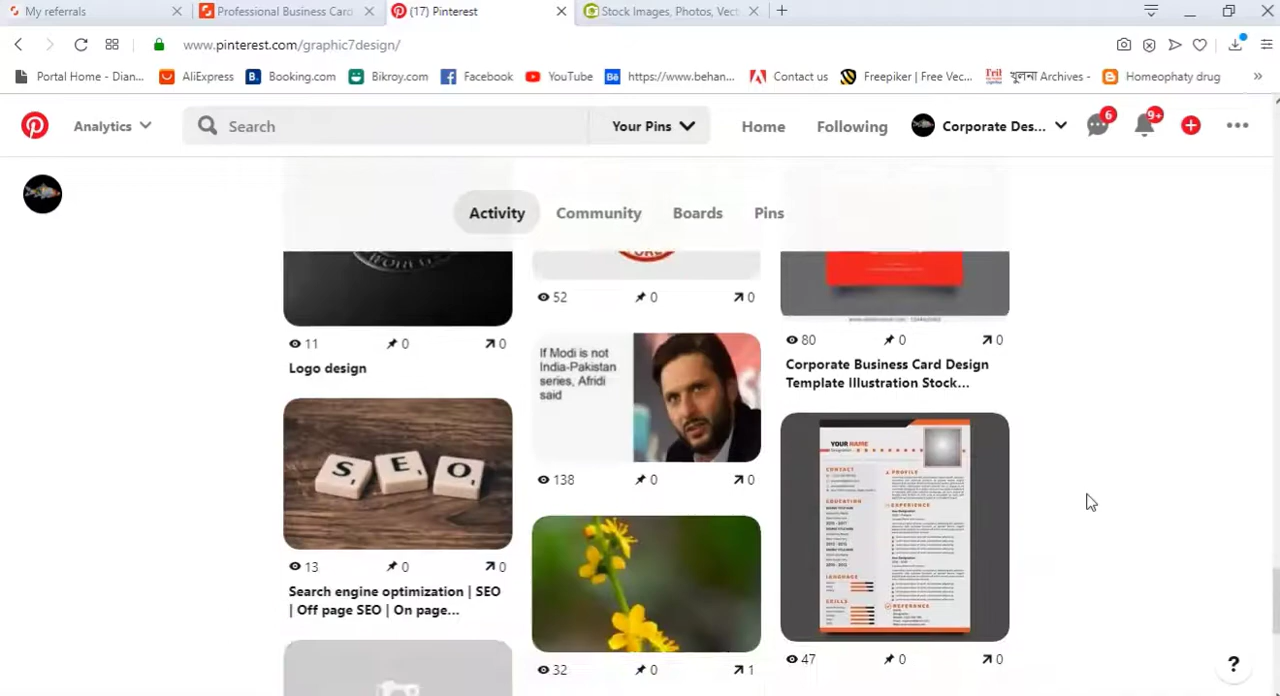 My referrals
Professional Business Card
(17) Pinterest
Stock Images, Photos, Vect
www.pinterest.com/graphic7design/
Portal Home - Dian...
AliExpress
B.
Booking.com
Bikroy.com
Facebook
YouTube
Bē
https://www.behan...
Contact us
Freepiker | Free Vec...
খুলনা Archives -
Homeophaty drug
»
Analytics
Search
Your Pins
Home
Following
Corporate Des...
6
9+
Activity
Community
Boards
Pins
WORLD
11
0
0
Logo design
S E O
13
0
0
Search engine optimization | SEO
| Off page SEO | On page...
52
0
0
If Modi is not
India-Pakistan
series, Afridi
said
138
0
0
32
0
1
80
0
0
Corporate Business Card Design
Template Illustration Stock...
YOUR NAME
CONTACT
EDUCATION
LANGUAGE
SKILLS
PROFILE
EXPERIENCE
REFERANCE
47
0
0
?